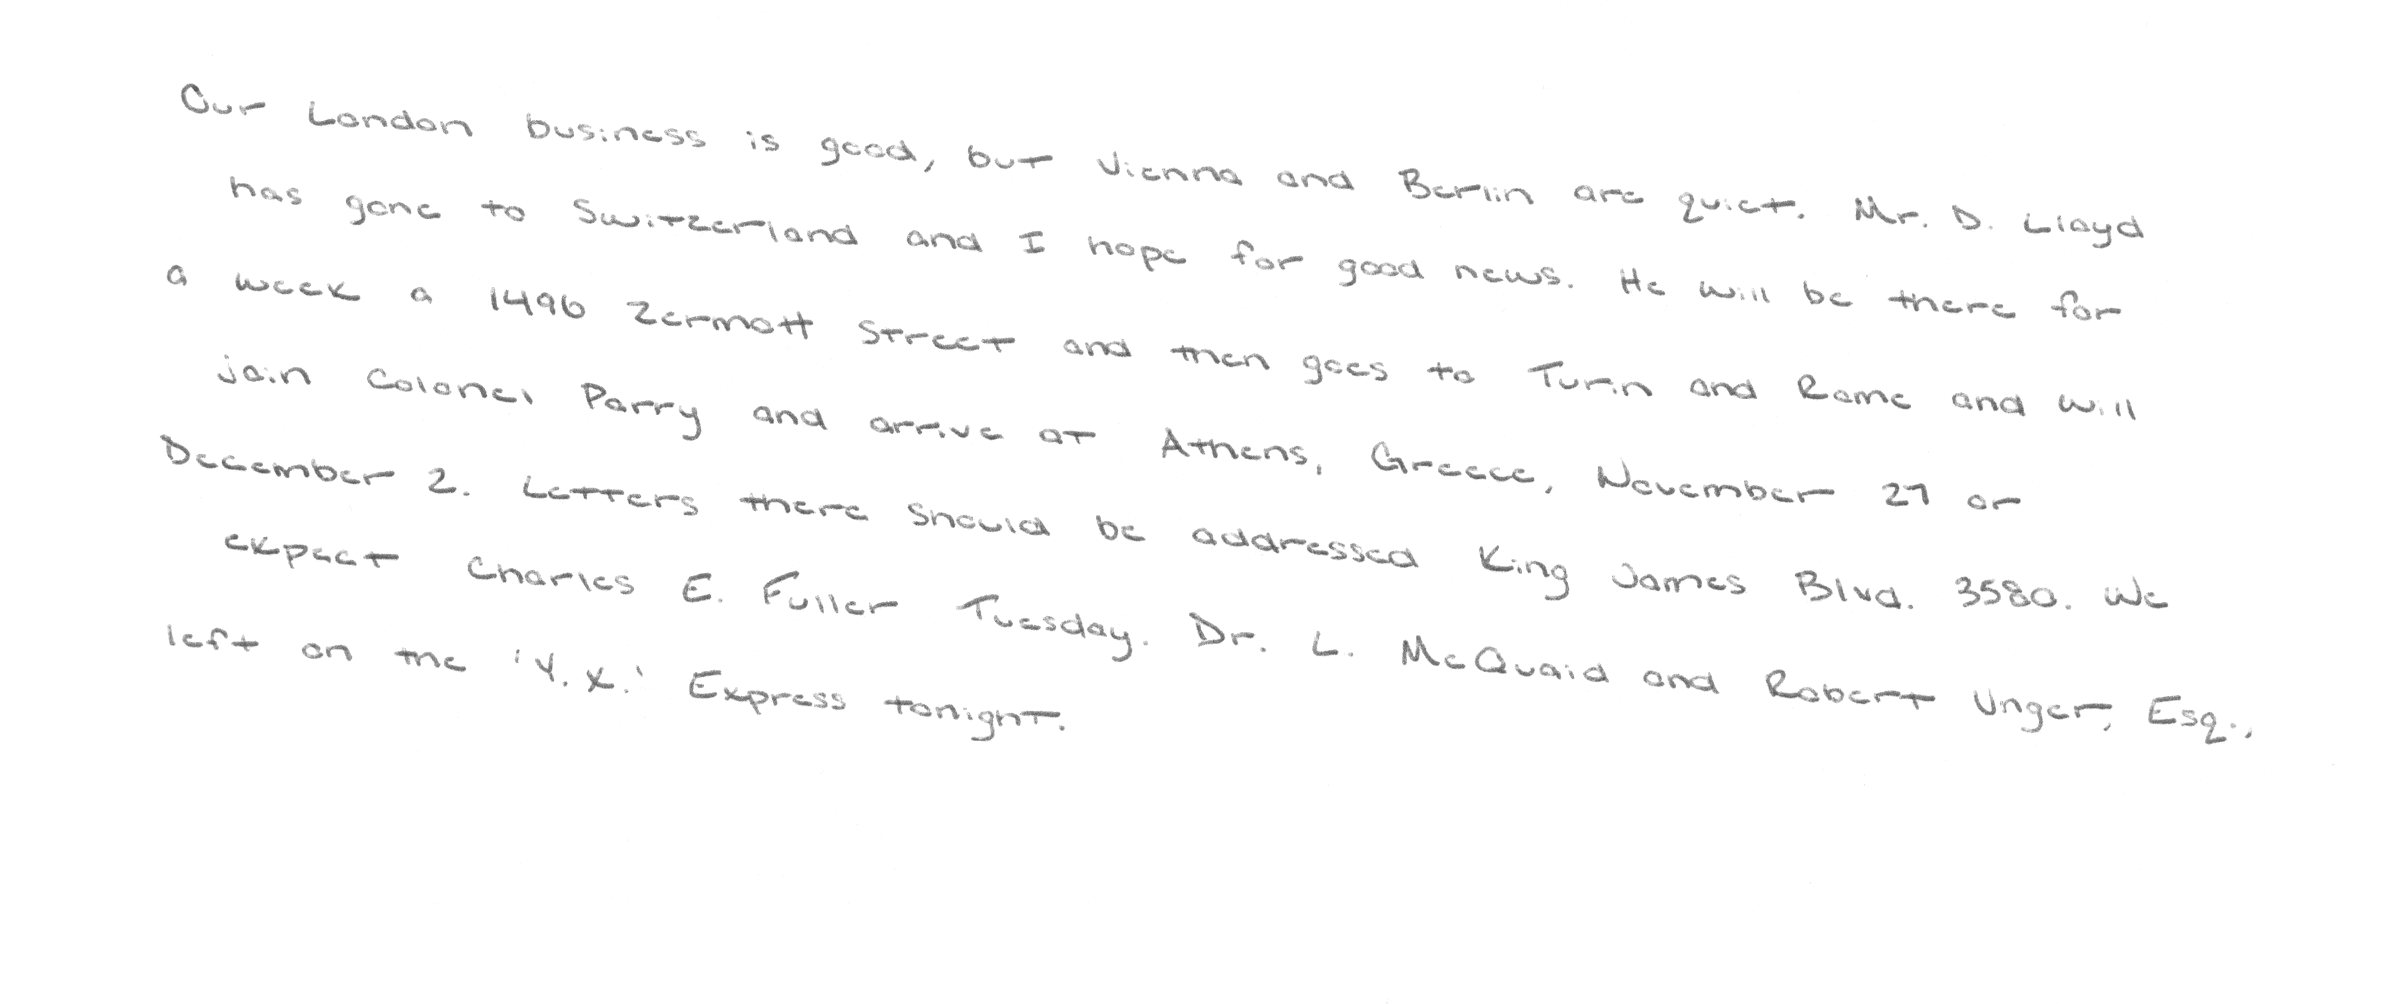 Our London business is good, but Vienna and Berlin are quiet. Mr. D. Lloyd
has gone to Switzerland and I hope for good news. He will be there for
a week a 1496 Zermott Street and then goes to Turin and Rome and will
join Colonel Parry and arrive at Athens, Greece, November 27 or
December 2. Letters there should be addressed King James Blvd. 3580. We
expect Charles E. Fuller Tuesday. Dr. L. McQuaid and Robert Unger, Esq.,
left on the 'Y.X.' Express tonight.